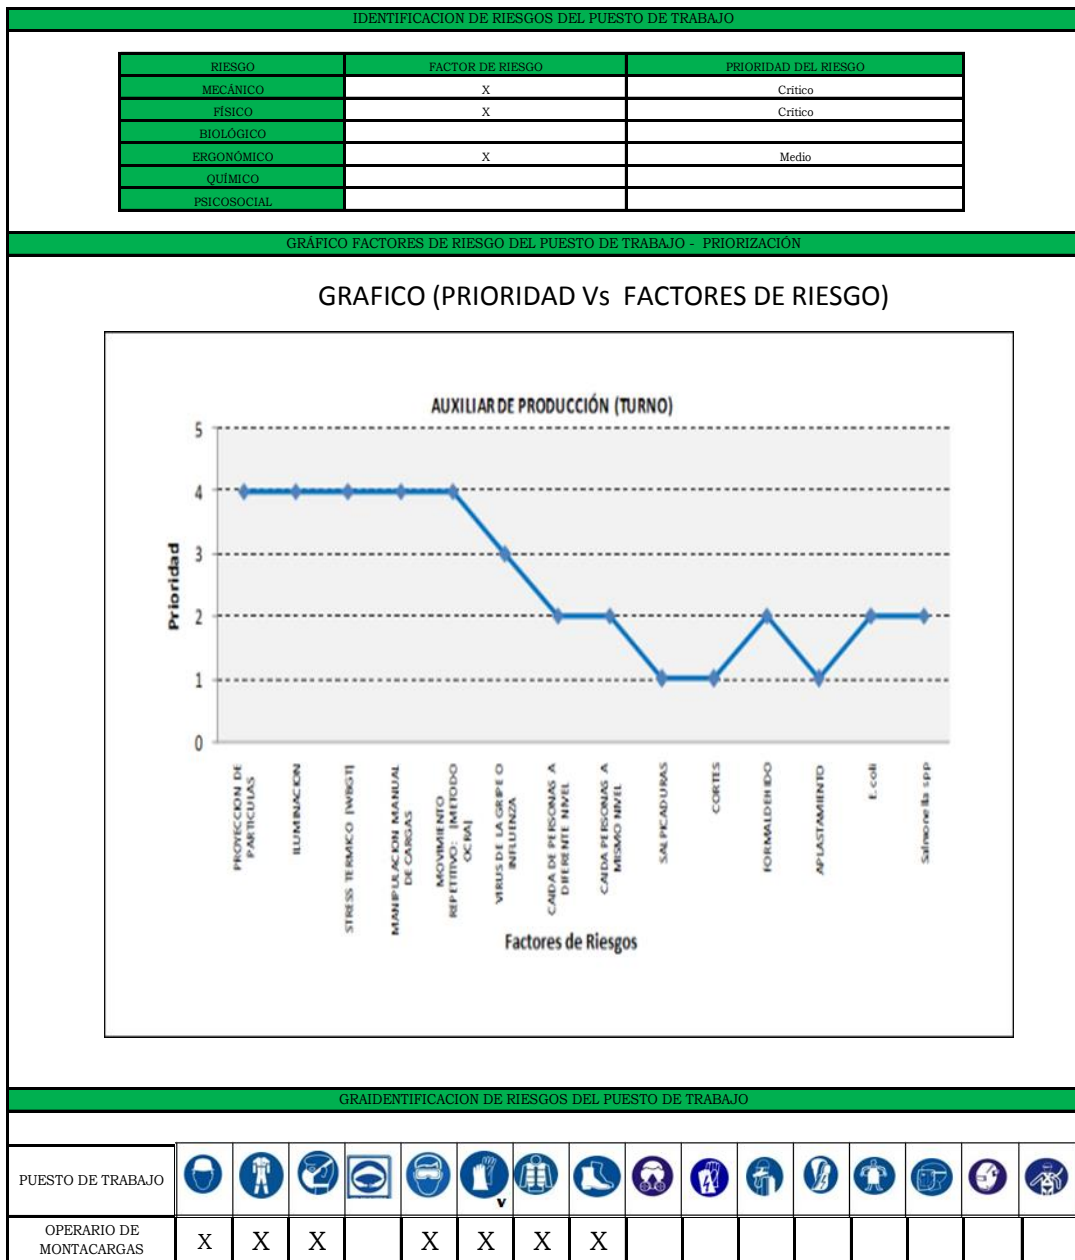 IDENTIFICACION DE RIESGOS DEL PUESTO DE TRABAJO
RIESGO FACTOR DE RIESGO PRIORIDAD DEL RIESGO
MECÁNICO X Crítico
FÍSICO X Crítico
BIOLÓGICO
ERGONÓMICO X Medio
QUÍMICO
PSICOSOCIAL
GRÁFICO FACTORES DE RIESGO DEL PUESTO DE TRABAJO - PRIORIZACIÓN
GRAFICO (PRIORIDAD Vs FACTORES DE RIESGO)
AUXILIAR DE PRODUCCIÓN (TURNO)
Prioridad
5
4
3
2
1
0
PROYECCION DE
PARTICULAS
ILUMINACION
STRESS TERMICO [WBGT]
MANIPULACION MANUAL
DE CARGAS
MOVIMIENTO
REPETITIVO: [METODO
OCRA]
VIRUS DE LA GRIPE O
INFLUENZA
CAIDA DE PERSONAS A
DIFERENTE NIVEL
CAIDA PERSONAS A
MISMO NIVEL
SALPICADURAS
CORTES
FORMALDEHIDO
APLASTAMIENTO
E. coli
Salmonella spp
Factores de Riesgos
GRAIDENTIFICACION DE RIESGOS DEL PUESTO DE TRABAJO
PUESTO DE TRABAJO
V
OPERARIO DE
MONTACARGAS
X X X X X X X